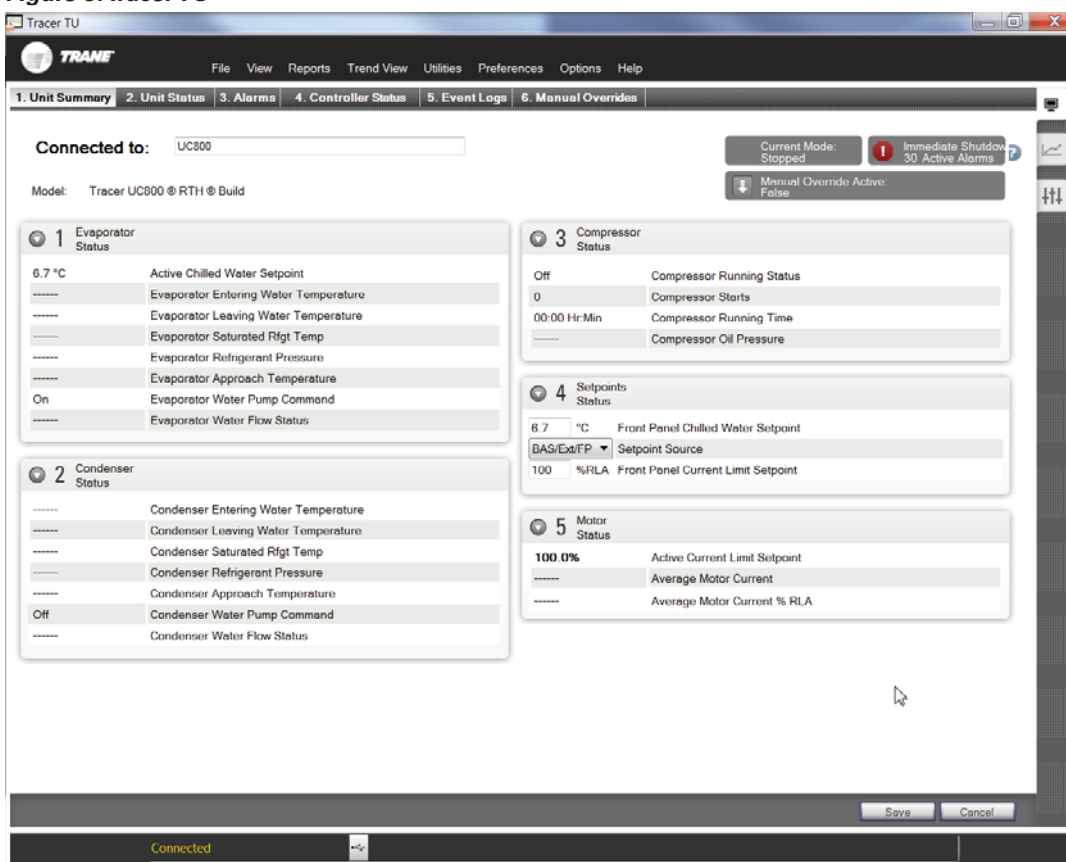 Tracer TU
TRANE
File View Reports Trend View Utilities Preferences Options Help
1. Unit Summary 2. Unit Status 3. Alarms 4. Controller Status 5. Event Logs 6. Manual Overrides
Connected to: UC800
Current Mode:
Stopped
Immediate Shutdow
30 Active Alarms
?
Model: Tracer UC800 ® RTH ® Build
Manual Override Active:
False
1 Evaporator
Status
6.7 °C Active Chilled Water Setpoint
------ Evaporator Entering Water Temperature
------ Evaporator Leaving Water Temperature
------ Evaporator Saturated Rfgt Temp
------ Evaporator Refrigerant Pressure
------ Evaporator Approach Temperature
On Evaporator Water Pump Command
------ Evaporator Water Flow Status
2 Condenser
Status
------ Condenser Entering Water Temperature
------ Condenser Leaving Water Temperature
------ Condenser Saturated Rfgt Temp
------ Condenser Refrigerant Pressure
------ Condenser Approach Temperature
Off Condenser Water Pump Command
------ Condenser Water Flow Status
3 Compressor
Status
Off Compressor Running Status
0 Compressor Starts
00:00 Hr:Min Compressor Running Time
------ Compressor Oil Pressure
4 Setpoints
Status
6.7 °C Front Panel Chilled Water Setpoint
BAS/Ext/FP Setpoint Source
100 %RLA Front Panel Current Limit Setpoint
5 Motor
Status
100.0% Active Current Limit Setpoint
------ Average Motor Current
------ Average Motor Current % RLA
Save Cancel
Connected